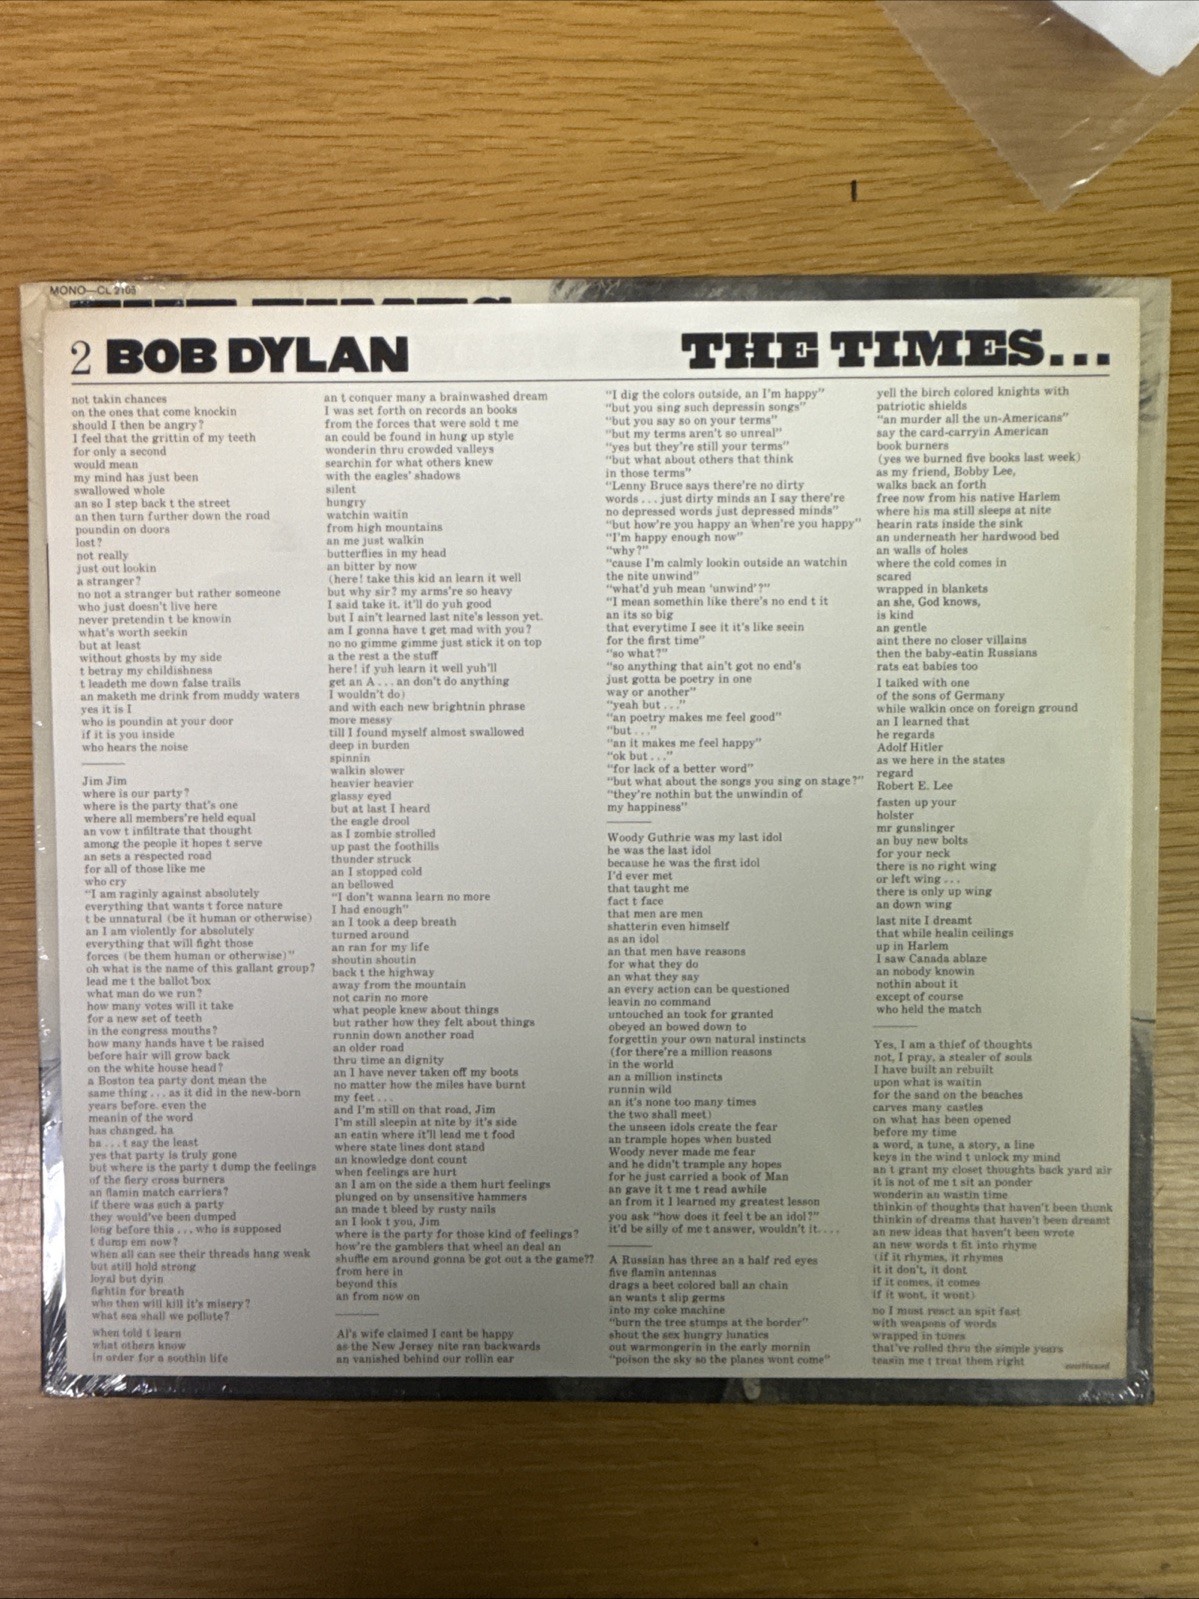 MONO—CL 2105
2 BOB DYLAN
THE TIMES...
not takin chances
on the ones that come knockin
should I then be angry?
I feel that the grittin of my teeth
for only a second
would mean
my mind has just been
swallowed whole
an so I step back t the street
an then turn further down the road
poundin on doors
lost?
not really
just out lookin
a stranger?
no not a stranger but rather someone
who just doesn't live here
never pretendin t be knowin
what's worth seekin
but at least
without ghosts by my side
t betray my childishness
t leadeth me down false trails
an maketh me drink from muddy waters
yes it is I
who is poundin at your door
if it is you inside
who hears the noise
Jim Jim
where is our party?
where is the party that's one
where all members're held equal
an vow t infiltrate that thought
among the people it hopes t serve
an sets a respected road
for all of those like me
who cry
"I am raginly against absolutely
everything that wants t force nature
t be unnatural (be it human or otherwise)
an I am violently for absolutely
everything that will fight those
forces (be them human or otherwise)"
oh what is the name of this gallant group?
lead me t the ballot box
what man do we run?
how many votes will it take
for a new set of teeth
in the congress mouths?
how many hands have t be raised
before hair will grow back
on the white house head?
a Boston tea party dont mean the
same thing . . . as it did in the new-born
years before. even the
meanin of the word
has changed. ha
ha . . . t say the least
yes that party is truly gone
but where is the party t dump the feelings
of the fiery cross burners
an flamin match carriers?
if there was such a party
they would've been dumped
long before this . . . who is supposed
t dump em now?
when all can see their threads hang weak
but still hold strong
loyal but dyin
fightin for breath
who then will kill it's misery?
what sea shall we pollute?
when told t learn
what others know
in order for a soothin life
an t conquer many a brainwashed dream
I was set forth on records an books
from the forces that were sold t me
an could be found in hung up style
wonderin thru crowded valleys
searchin for what others knew
with the eagles' shadows
silent
hungry
watchin waitin
from high mountains
an me just walkin
butterflies in my head
an bitter by now
(here! take this kid an learn it well
but why sir? my arms're so heavy
I said take it. it'll do yuh good
but I ain't learned last nite's lesson yet.
am I gonna have t get mad with you?
no no gimme gimme just stick it on top
a the rest a the stuff
here! if yuh learn it well yuh'll
get an A . . . an don't do anything
I wouldn't do)
and with each new brightnin phrase
more messy
till I found myself almost swallowed
deep in burden
spinnin
walkin slower
heavier heavier
glassy eyed
but at last I heard
the eagle drool
as I zombie strolled
up past the foothills
thunder struck
an I stopped cold
an bellowed
"I don't wanna learn no more
I had enough"
an I took a deep breath
turned around
an ran for my life
shoutin shoutin
back t the highway
away from the mountain
not carin no more
what people knew about things
but rather how they felt about things
runnin down another road
an older road
thru time an dignity
an I have never taken off my boots
no matter how the miles have burnt
my feet . . .
and I'm still on that road, Jim
I'm still sleepin at nite by it's side
an eatin where it'll lead me t food
where state lines dont stand
an knowledge dont count
when feelings are hurt
an I am on the side a them hurt feelings
plunged on by unsensitive hammers
an made t bleed by rusty nails
an I look t you, Jim
where is the party for those kind of feelings?
how're the gamblers that wheel an deal an
shuffle em around gonna be got out a the game??
from here in
beyond this
an from now on
Al's wife claimed I cant be happy
as the New Jersey nite ran backwards
an vanished behind our rollin ear
"I dig the colors outside, an I'm happy"
"but you sing such depressin songs"
"but you say so on your terms"
"but my terms aren't so unreal"
"yes but they're still your terms"
"but what about others that think
in those terms"
"Lenny Bruce says there're no dirty
words . . . just dirty minds an I say there're
no depressed words just depressed minds"
"but how're you happy an when're you happy"
"I'm happy enough now"
"why?"
"cause I'm calmly lookin outside an watchin
the nite unwind"
"what'd yuh mean 'unwind'?"
"I mean somethin like there's no end t it
an its so big
that everytime I see it it's like seein
for the first time"
"so what?"
"so anything that ain't got no end's
just gotta be poetry in one
way or another"
"yeah but . . ."
"an poetry makes me feel good"
"but . . ."
"an it makes me feel happy"
"ok but . . ."
"for lack of a better word"
"but what about the songs you sing on stage?"
"they're nothin but the unwindin of
my happiness"
Woody Guthrie was my last idol
he was the last idol
because he was the first idol
I'd ever met
that taught me
fact t face
that men are men
shatterin even himself
as an idol
an that men have reasons
for what they do
an what they say
an every action can be questioned
leavin no command
untouched an took for granted
obeyed an bowed down to
forgettin your own natural instincts
(for there're a million reasons
in the world
an a million instincts
runnin wild
an it's none too many times
the two shall meet)
the unseen idols create the fear
an trample hopes when busted
Woody never made me fear
and he didn't trample any hopes
for he just carried a book of Man
an gave it t me t read awhile
an from it I learned my greatest lesson
you ask "how does it feel t be an idol?"
it'd be silly of me t answer, wouldn't it. . . .
A Russian has three an a half red eyes
five flamin antennas
drags a beet colored ball an chain
an wants t slip germs
into my coke machine
"burn the tree stumps at the border"
shout the sex hungry lunatics
out warmongerin in the early mornin
"poison the sky so the planes wont come"
yell the birch colored knights with
patriotic shields
"an murder all the un-Americans"
say the card-carryin American
book burners
(yes we burned five books last week)
as my friend, Bobby Lee,
walks back an forth
free now from his native Harlem
where his ma still sleeps at nite
hearin rats inside the sink
an underneath her hardwood bed
an walls of holes
where the cold comes in
scared
wrapped in blankets
an she, God knows,
is kind
an gentle
aint there no closer villains
then the baby-eatin Russians
rats eat babies too
I talked with one
of the sons of Germany
while walkin once on foreign ground
an I learned that
he regards
Adolf Hitler
as we here in the states
regard
Robert E. Lee
fasten up your
holster
mr gunslinger
an buy new bolts
for your neck
there is no right wing
or left wing . . .
there is only up wing
an down wing
last nite I dreamt
that while healin ceilings
up in Harlem
I saw Canada ablaze
an nobody knowin
nothin about it
except of course
who held the match
Yes, I am a thief of thoughts
not, I pray, a stealer of souls
I have built an rebuilt
upon what is waitin
for the sand on the beaches
carves many castles
on what has been opened
before my time
a word, a tune, a story, a line
keys in the wind t unlock my mind
an t grant my closet thoughts back yard air
it is not of me t sit an ponder
wonderin an wastin time
thinkin of thoughts that haven't been thunk
thinkin of dreams that haven't been dreamt
an new ideas that haven't been wrote
an new words t fit into rhyme
(if it rhymes, it rhymes
it it don't, it dont
if it comes, it comes
if it wont, it wont)
no I must react an spit fast
with weapons of words
wrapped in tunes
that've rolled thru the simple years
teasin me t treat them right
continued